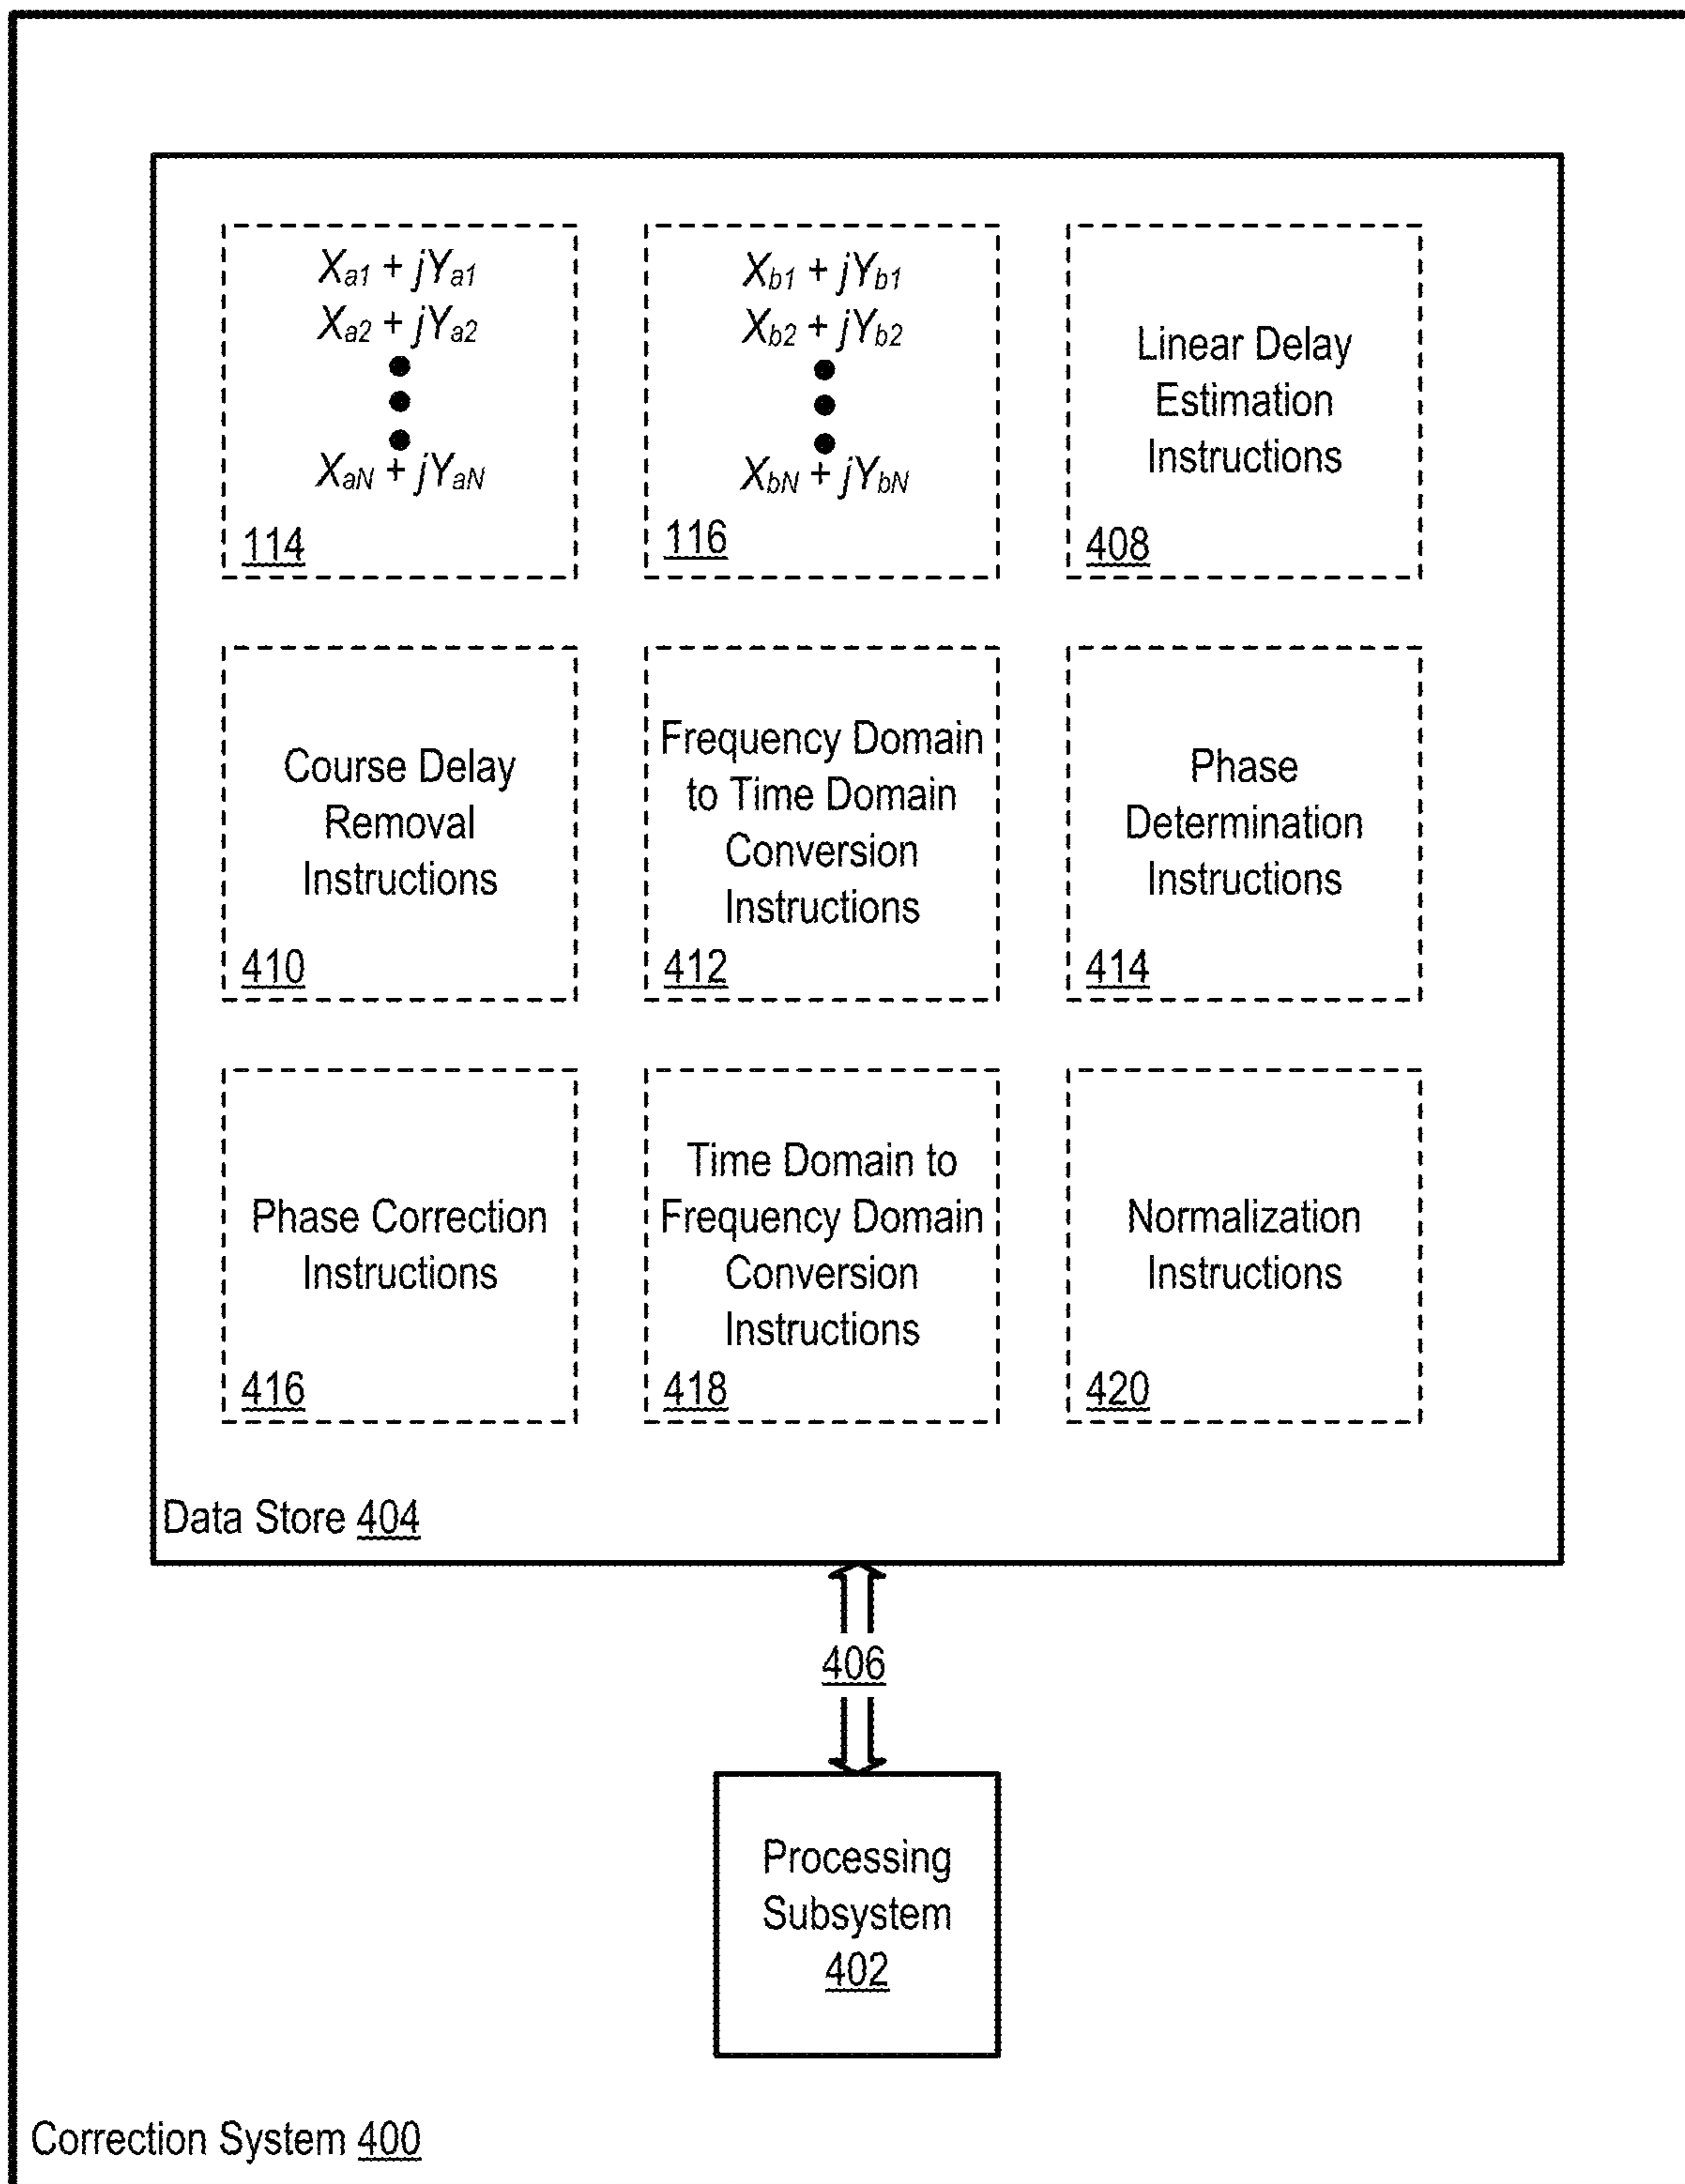 Xa1 + jYa1
Xa2 + jYa2
XaN + jYaN
114
Xb1 + jYb1
Xb2 + jYb2
XbN + jYbN
116
Linear Delay
Estimation
Instructions
408
Course Delay
Removal
Instructions
410
Frequency Domain
to Time Domain
Conversion
Instructions
412
Phase
Determination
Instructions
414
Phase Correction
Instructions
416
Time Domain to
Frequency Domain
Conversion
Instructions
418
Normalization
Instructions
420
Data Store 404
406
Processing
Subsystem
402
Correction System 400